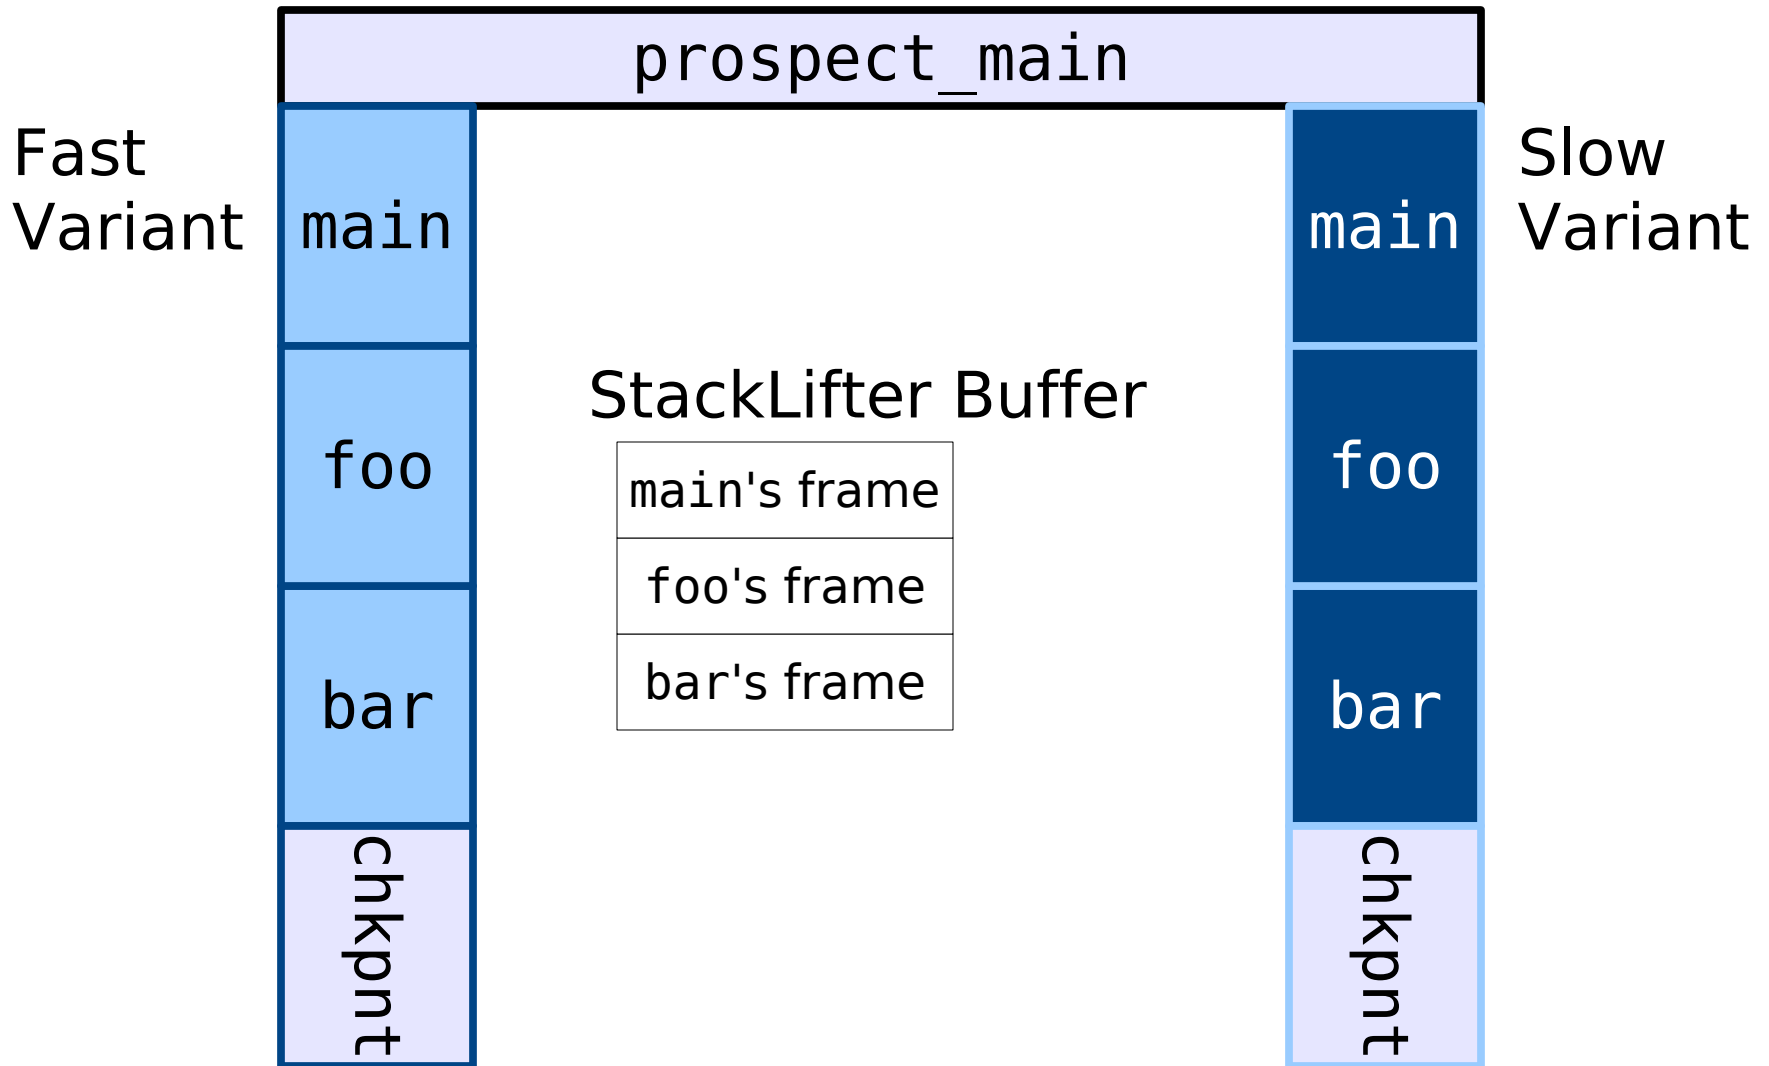 prospect_main
Fast
Variant
main
foo
bar
chkpnt
StackLifter Buffer
main's frame
foo's frame
bar's frame
Slow
Variant
main
foo
bar
chkpnt